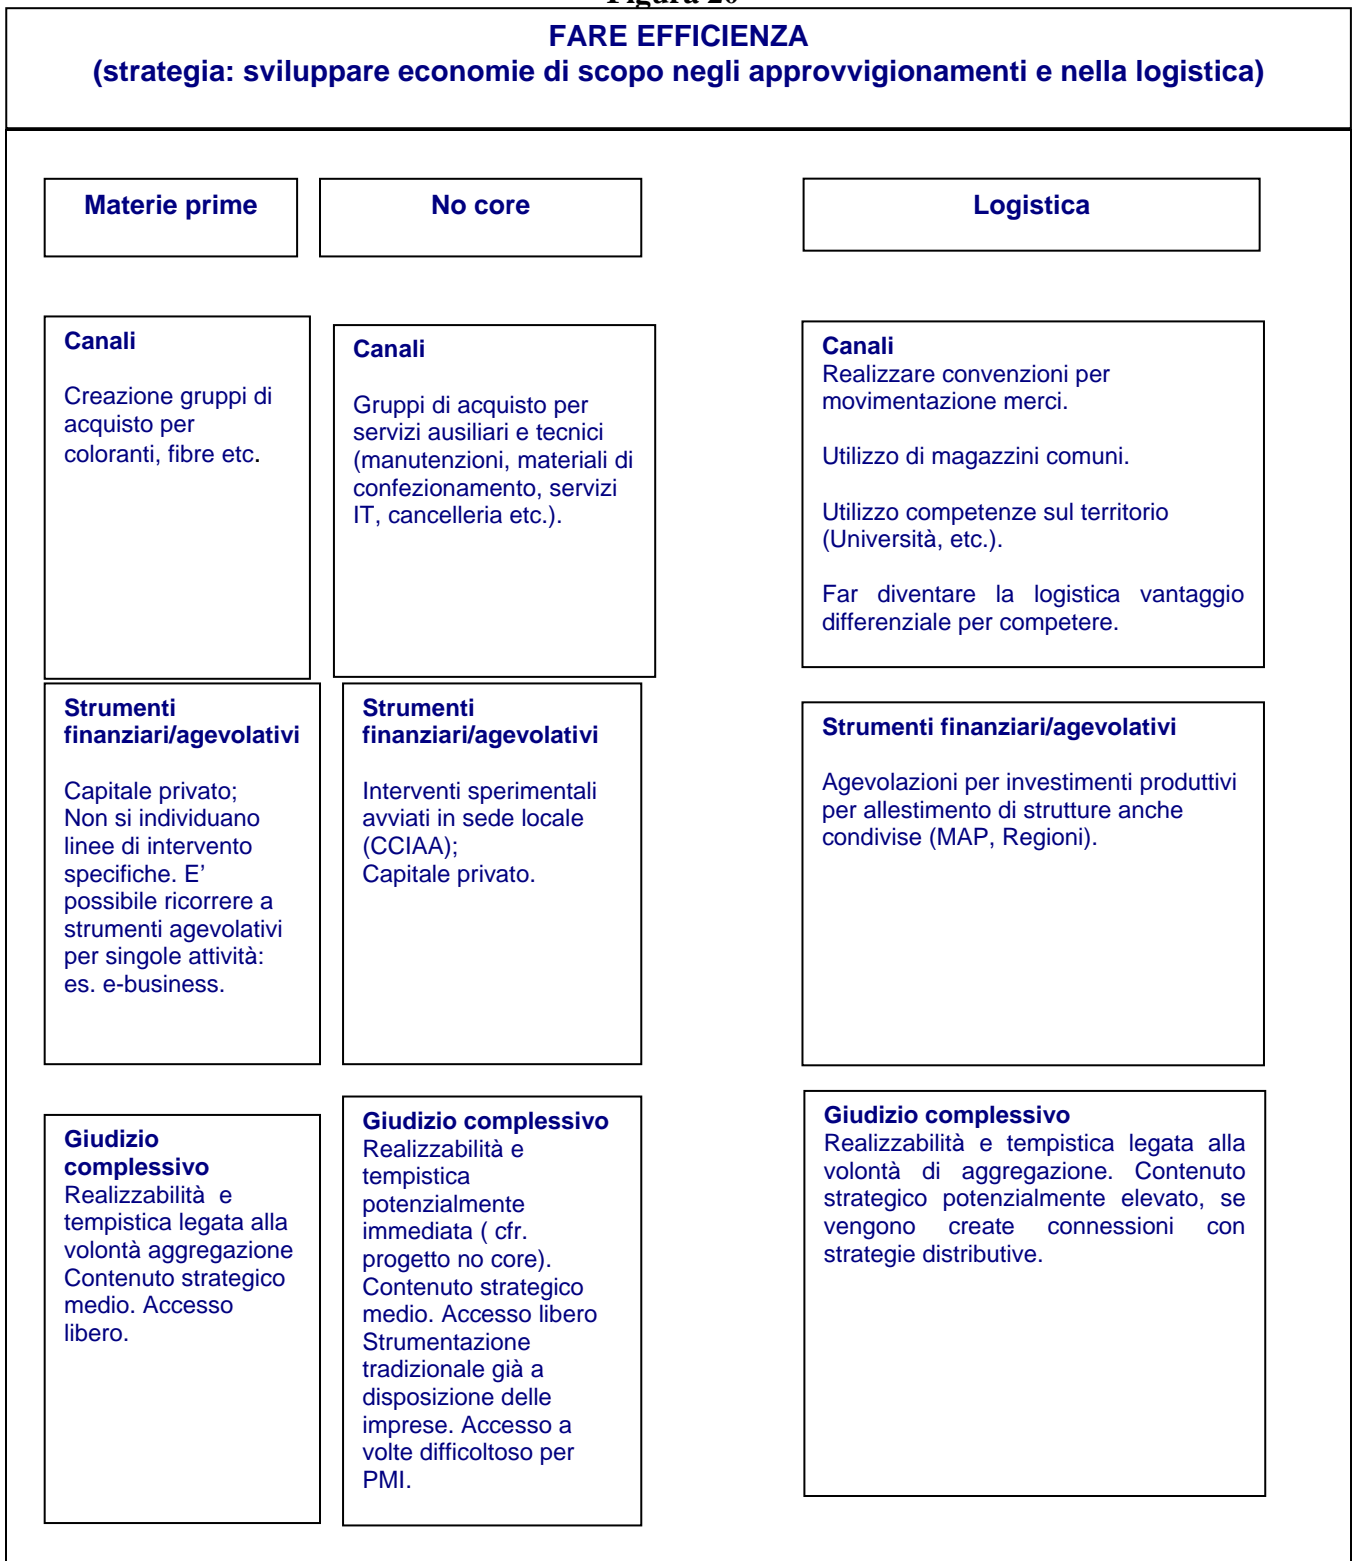 Figura 20
FARE EFFICIENZA
(strategia: sviluppare economie di scopo negli approvvigionamenti e nella logistica)
Materie prime
No core
Logistica
Canali
Creazione gruppi di
acquisto per
coloranti, fibre etc.
Canali
Gruppi di acquisto per
servizi ausiliari e tecnici
(manutenzioni, materiali di
confezionamento, servizi
IT, cancelleria etc.).
Canali
Realizzare convenzioni per
movimentazione merci.
Utilizzo di magazzini comuni.
Utilizzo competenze sul territorio
(Università, etc.).
Far diventare la logistica vantaggio
differenziale per competere.
Strumenti
finanziari/agevolativi
Capitale privato;
Non si individuano
linee di intervento
specifiche. E'
possibile ricorrere a
strumenti agevolativi
per singole attività:
es. e-business.
Strumenti
finanziari/agevolativi
Interventi sperimentali
avviati in sede locale
(CCIAA);
Capitale privato.
Strumenti finanziari/agevolativi
Agevolazioni per investimenti produttivi
per allestimento di strutture anche
condivise (MAP, Regioni).
Giudizio
complessivo
Realizzabilità e
tempistica legata alla
volontà aggregazione
Contenuto strategico
medio. Accesso
libero.
Giudizio complessivo
Realizzabilità e
tempistica
potenzialmente
immediata ( cfr.
progetto no core).
Contenuto strategico
medio. Accesso libero
Strumentazione
tradizionale già a
disposizione delle
imprese. Accesso a
volte difficoltoso per
PMI.
Giudizio complessivo
Realizzabilità e tempistica legata alla
volontà di aggregazione. Contenuto
strategico potenzialmente elevato, se
vengono create connessioni con
strategie distributive.